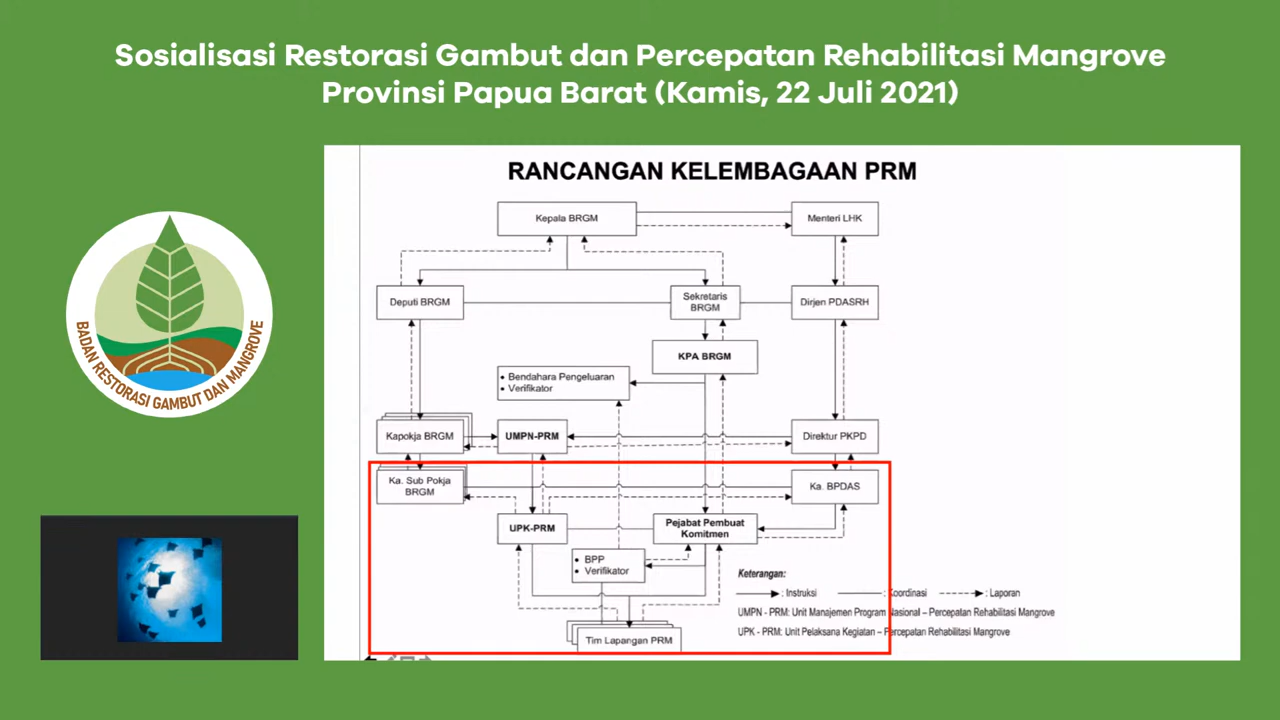 Sosialisasi Restorasi Gambut dan Percepatan Rehabilitasi Mangrove
Provinsi Papua Barat (Kamis, 22 Juli 2021)
BADAN RESTORASI GAMBUT DAN MANGROVE
RANCANGAN KELEMBAGAAN PRM
Kepala BRGM
Menteri LHK
Deputi BRGM
Sekretaris
BRGM
Dirjen PDASRH
KPA BRGM
• Bendahara Pengeluaran
• Verifikator
Kapokja BRGM
UMPN-PRM
Direktur PKPD
Ka. Sub Pokja
BRGM
Ka. BPDAS
UPK-PRM
Pejabat Pembuat
Komitmen
• BPP
• Verifikator
Tim Lapangan PRM
Keterangan:
: Instruksi
: Koordinasi
: Laporan
UMPN - PRM: Unit Manajemen Program Nasional – Percepatan Rehabilitasi Mangrove
UPK - PRM: Unit Pelaksana Kegiatan – Percepatan Rehabilitasi Mangrove